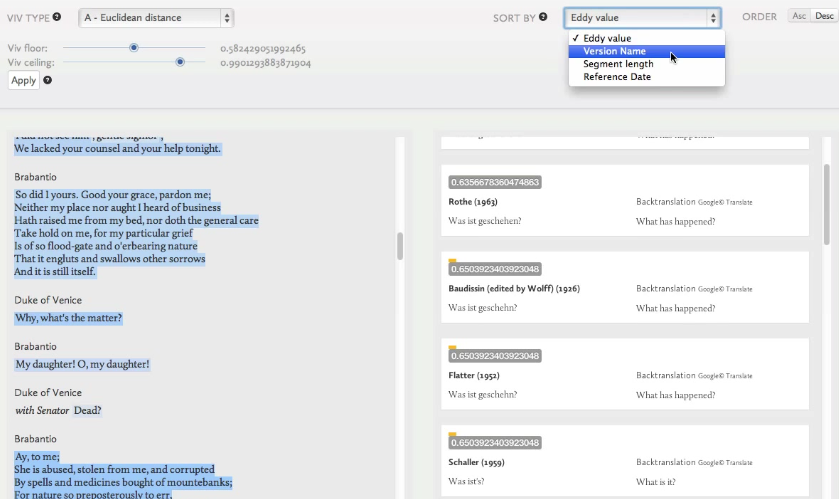 VIV TYPE ? A - Euclidean distance SORT BY ? Eddy value ORDER Asc Desc
✓ Eddy value
Version Name
Segment length
Reference Date
Viv floor: 0.582429051992465
Viv ceiling: 0.9901293883871904
Apply ?
I did not see him; gentle signior,
We lacked your counsel and your help tonight.
Brabantio
So did I yours. Good your grace, pardon me;
Neither my place nor aught I heard of business
Hath raised me from my bed, nor doth the general care
Take hold on me, for my particular grief
Is of so flood-gate and o'erbearing nature
That it engluts and swallows other sorrows
And it is still itself.
Duke of Venice
Why, what's the matter?
Brabantio
My daughter! O, my daughter!
Duke of Venice
with Senator Dead?
Brabantio
Ay, to me;
She is abused, stolen from me, and corrupted
By spells and medicines bought of mountebanks;
For nature so preposterously to err,
What has happened?
0.6356678360474863
Rothe (1963) Backtranslation Google© Translate
Was ist geschehen? What has happened?
0.6503923403923048
Baudissin (edited by Wolff) (1926) Backtranslation Google© Translate
Was ist geschehn? What has happened?
0.6503923403923048
Flatter (1952) Backtranslation Google© Translate
Was ist geschehn? What has happened?
0.6503923403923048
Schaller (1959) Backtranslation Google© Translate
Was ist's? What is it?